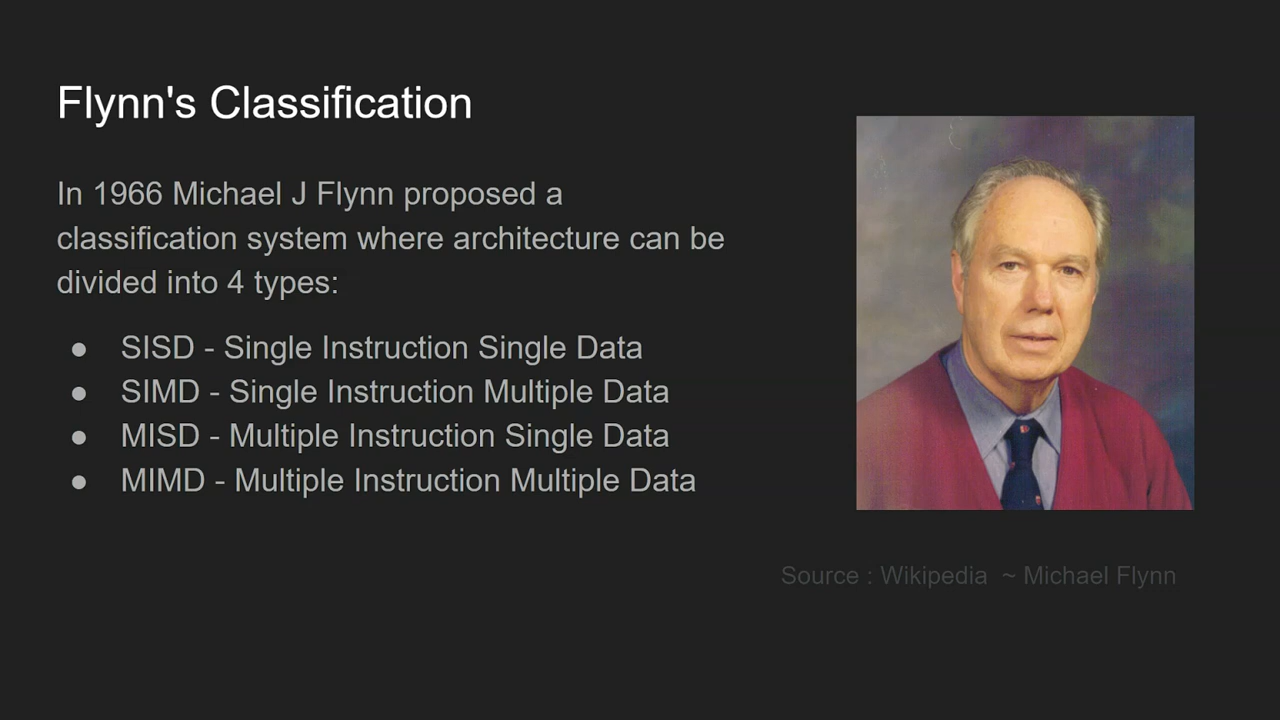 Flynn's Classification
In 1966 Michael J Flynn proposed a
classification system where architecture can be
divided into 4 types:
● SISD - Single Instruction Single Data
● SIMD - Single Instruction Multiple Data
● MISD - Multiple Instruction Single Data
● MIMD - Multiple Instruction Multiple Data
Source : Wikipedia ~ Michael Flynn